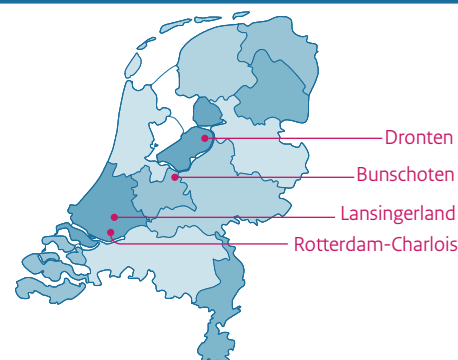 Dronten
Bunschoten
Lansingerland
Rotterdam-Charlois